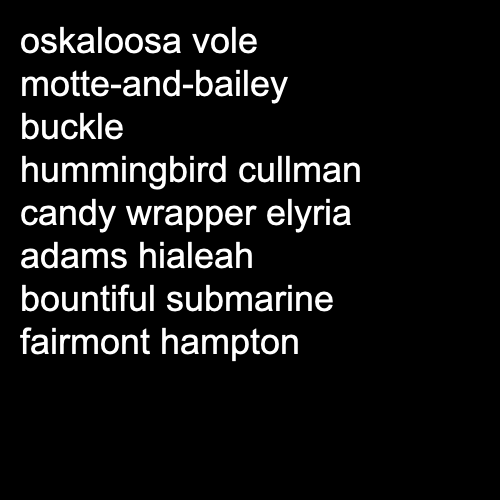 oskaloosa vole
motte-and-bailey
buckle
hummingbird cullman
candy wrapper elyria
adams hialeah
bountiful submarine
fairmont hampton